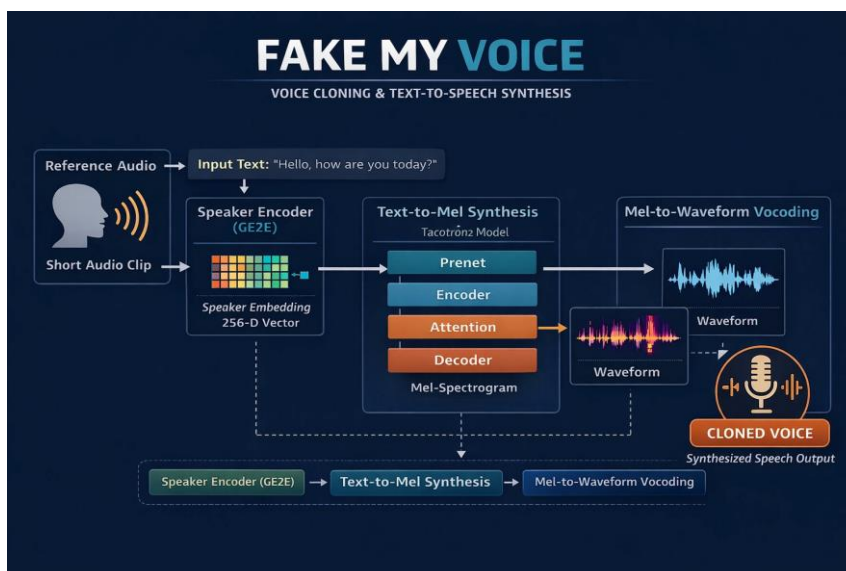 FAKE MY VOICE
VOICE CLONING & TEXT-TO-SPEECH SYNTHESIS
Reference Audio
Short Audio Clip
Input Text: "Hello, how are you today?"
Speaker Encoder
(GE2E)
Speaker Embedding
256-D Vector
Text-to-Mel Synthesis
Tacotron2 Model
Prenet
Encoder
Attention
Decoder
Mel-Spectrogram
Mel-to-Waveform Vocoding
Waveform
Waveform
CLONED VOICE
Synthesized Speech Output
Speaker Encoder (GE2E)
Text-to-Mel Synthesis
Mel-to-Waveform Vocoding